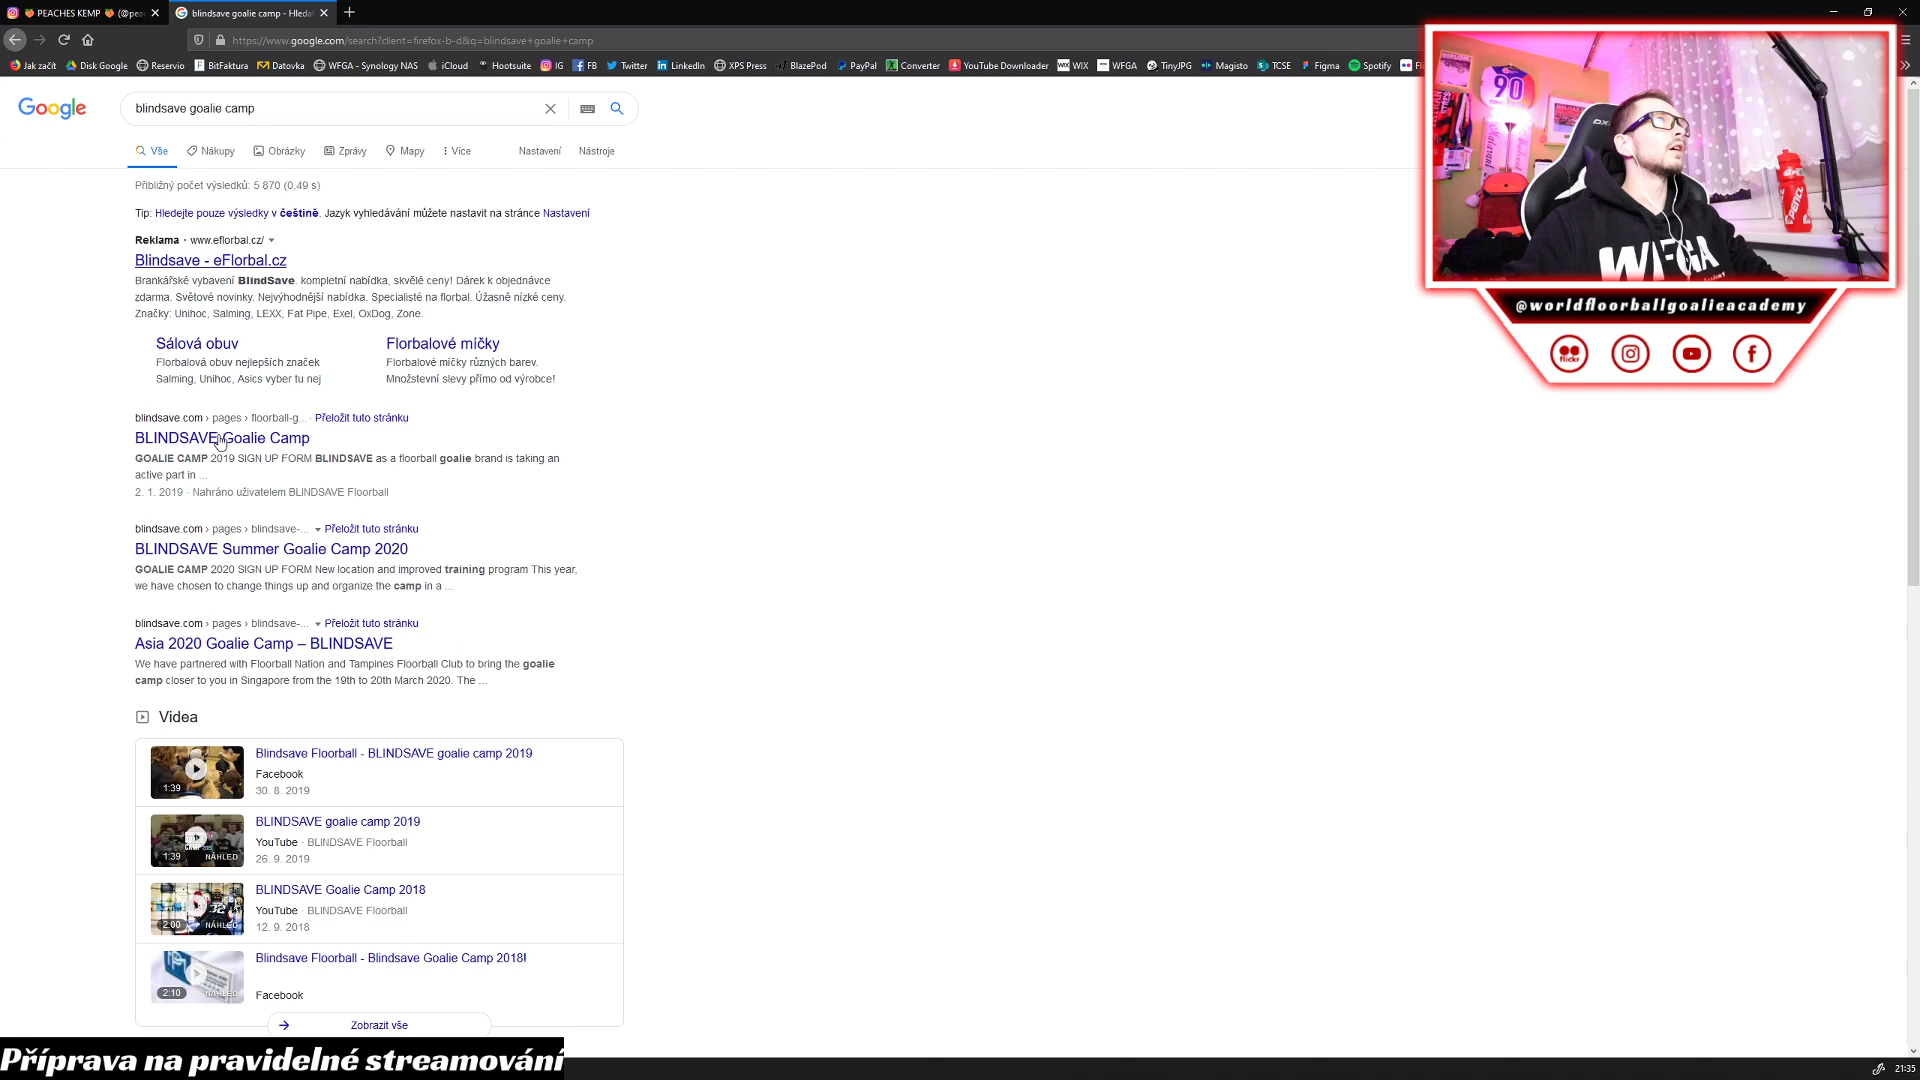 PEACHES KEMP (@pea
blindsave goalie camp - Hleda
https://www.google.com/search?client=firefox-b-d&q=blindsave+goalie+camp
Jak začít Disk Google Reservio BitFaktura Datovka WFGA - Synology NAS iCloud Hootsuite IG FB Twitter LinkedIn XPS Press BlazePod PayPal Converter YouTube Downloader WIX WFGA TinyJPG Magisto TCSE Figma Spotify
Google blindsave goalie camp
Vše Nákupy Obrázky Zprávy Mapy Více Nastavení Nástroje
Přibližný počet výsledků: 5 870 (0,49 s)
Tip: Hledejte pouze výsledky v češtině. Jazyk vyhledávání můžete nastavit na stránce Nastavení
Reklama · www.eflorbal.cz/
Blindsave - eFlorbal.cz
Brankářské vybavení BlindSave. kompletní nabídka, skvělé ceny! Dárek k objednávce
zdarma. Světové novinky. Nejvýhodnější nabídka. Specialisté na florbal. Úžasně nízké ceny.
Značky: Unihoc, Salming, LEXX, Fat Pipe, Exel, OxDog, Zone.
Sálová obuv
Florbalová obuv nejlepších značek
Salming, Unihoc, Asics vyber tu nej
Florbalové míčky
Florbalové míčky různých barev.
Množstevní slevy přímo od výrobce!
blindsave.com › pages › floorball-g... · Přeložit tuto stránku
BLINDSAVE Goalie Camp
GOALIE CAMP 2019 SIGN UP FORM BLINDSAVE as a floorball goalie brand is taking an
active part in ...
2. 1. 2019 · Nahráno uživatelem BLINDSAVE Floorball
blindsave.com › pages › blindsave-... Přeložit tuto stránku
BLINDSAVE Summer Goalie Camp 2020
GOALIE CAMP 2020 SIGN UP FORM New location and improved training program This year,
we have chosen to change things up and organize the camp in a ...
blindsave.com › pages › blindsave-... Přeložit tuto stránku
Asia 2020 Goalie Camp – BLINDSAVE
We have partnered with Floorball Nation and Tampines Floorball Club to bring the goalie
camp closer to you in Singapore from the 19th to 20th March 2020. The ...
Videa
Blindsave Floorball - BLINDSAVE goalie camp 2019
Facebook
30. 8. 2019
1:39
BLINDSAVE goalie camp 2019
YouTube · BLINDSAVE Floorball
26. 9. 2019
1:39 NÁHLED
BLINDSAVE Goalie Camp 2018
YouTube · BLINDSAVE Floorball
12. 9. 2018
2:00 NÁHLED
Blindsave Floorball - Blindsave Goalie Camp 2018!
Facebook
2:10 NÁHLED
Zobrazit vše
90
WFGA
@worldfloorballgoalieacademy
flickr
Příprava na pravidelné streamování
21:35